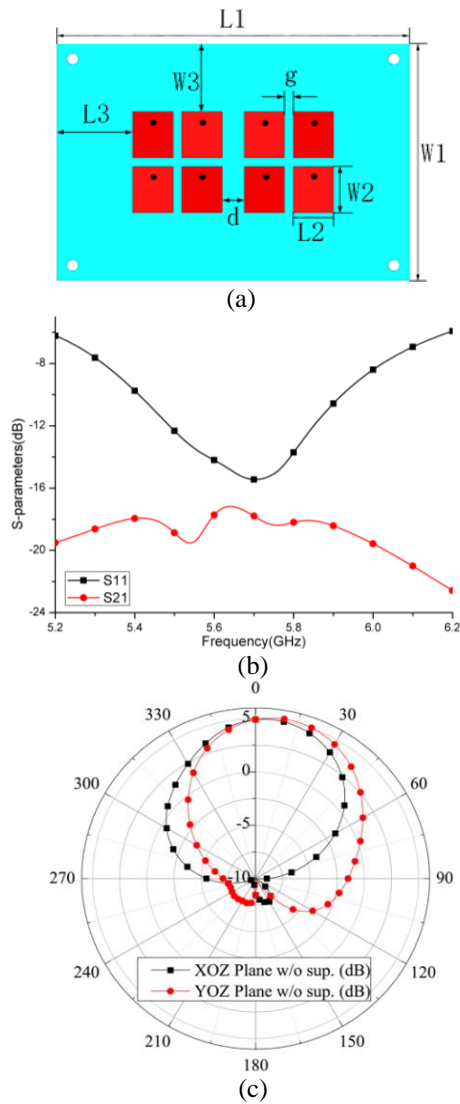 L1
g
W3
L3
W1
W2
d
L2
(a)
-8
-12
-16
-20
-24
S-parameters(dB)
S11
S21
5.2 5.4 5.6 5.8 6.0 6.2
Frequency(GHz)
(b)
0
330 30
5
300 0 60
-5
270 -10 90
240 120
XOZ Plane w/o sup. (dB)
YOZ Plane w/o sup. (dB)
210 150
180
(c)